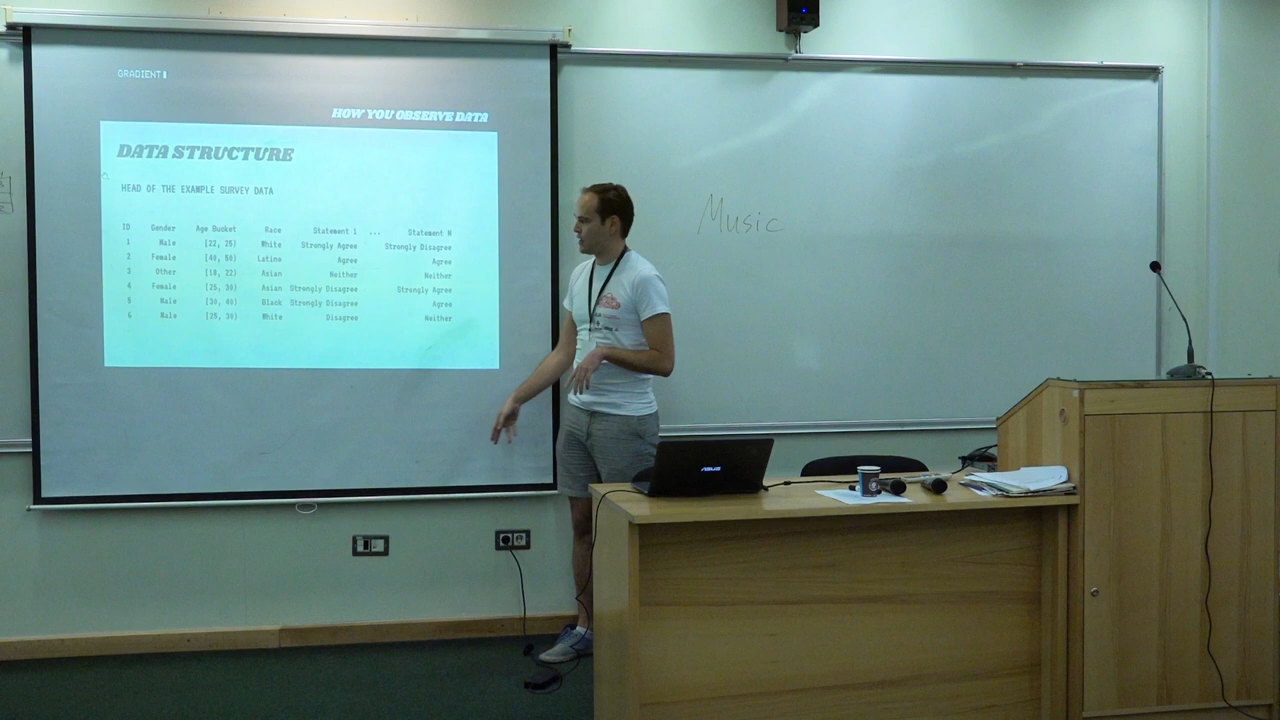 GRADIENT
HOW YOU OBSERVE DATA
DATA STRUCTURE
HEAD OF THE EXAMPLE SURVEY DATA
ID Gender Age Bucket Race Statement 1 ... Statement N
1 Male [22, 25) White Strongly Agree Strongly Disagree
2 Female [40, 50) Latino Agree Agree
3 Other [18, 22) Asian Neither Neither
4 Female [25, 30) Asian Strongly Disagree Strongly Agree
5 Male [30, 40) Black Strongly Disagree Agree
6 Male [25, 30) White Disagree Neither
Music
ASUS